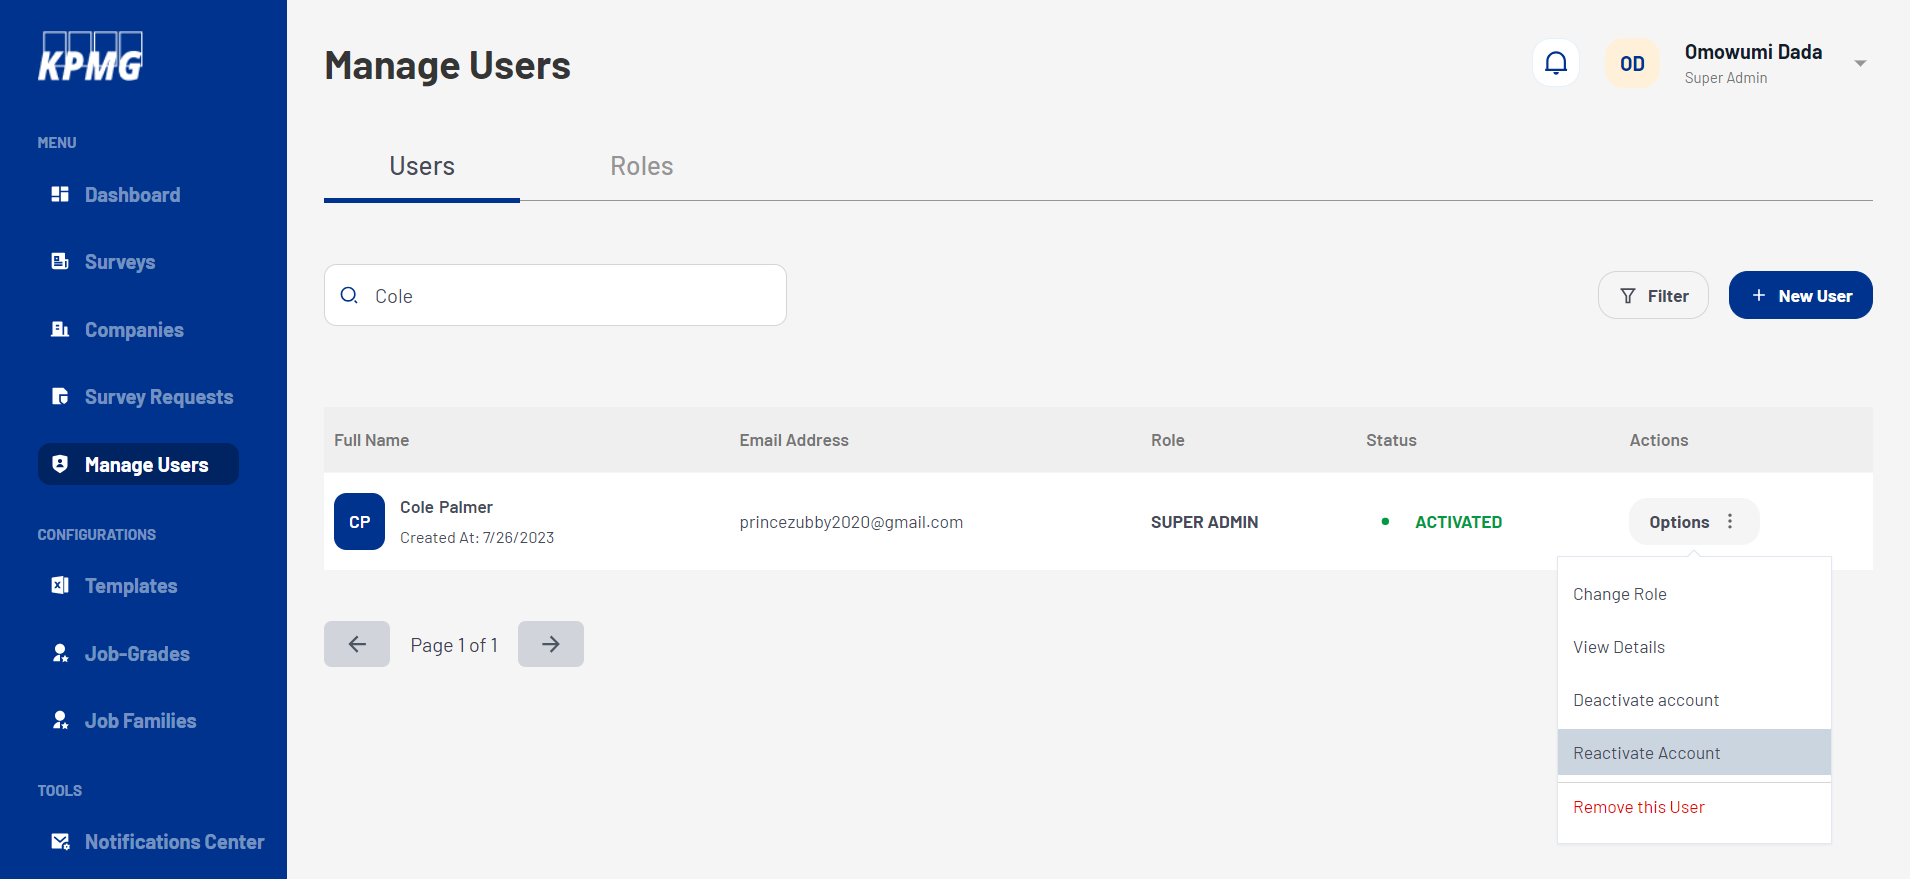 KPMG
MENU
Dashboard
Surveys
Companies
Survey Requests
Manage Users
CONFIGURATIONS
Templates
Job-Grades
Job Families
TOOLS
Notifications Center
Manage Users
OD
Omowumi Dada
Super Admin
Users
Roles
Cole
Filter
+ New User
Full Name
Email Address
Role
Status
Actions
CP
Cole Palmer
Created At: 7/26/2023
princezubby2020@gmail.com
SUPER ADMIN
ACTIVATED
Options
Change Role
View Details
Deactivate account
Reactivate Account
Remove this User
Page 1 of 1